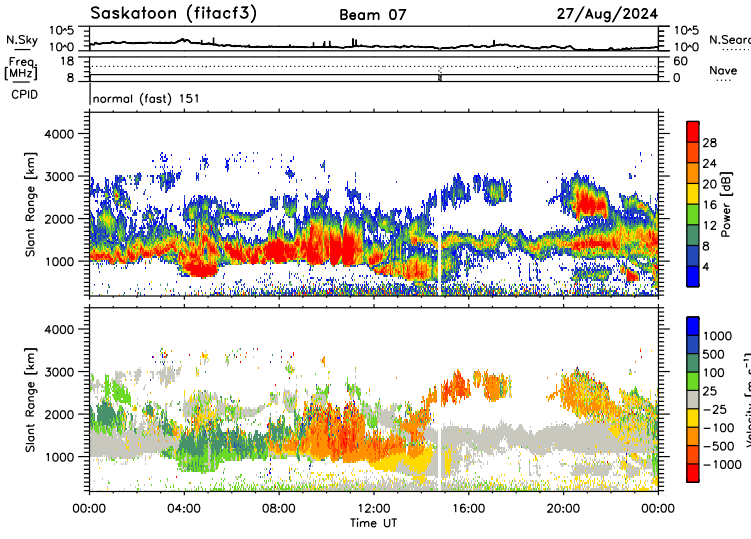 Saskatoon (fitacf3) Beam 07 27/Aug/2024
N.Sky 10^5 10^0 10^5 10^0 N.Sear
Freq. [MHz] 18 8 60 0 Nave
CPID normal (fast) 151
Slant Range [km] 4000 3000 2000 1000
Power [dB] 28 24 20 16 12 8 4
Slant Range [km] 4000 3000 2000 1000
Velocity [m s-1] 1000 500 100 25 -25 -100 -500 -1000
00:00 04:00 08:00 12:00 16:00 20:00 00:00
Time UT